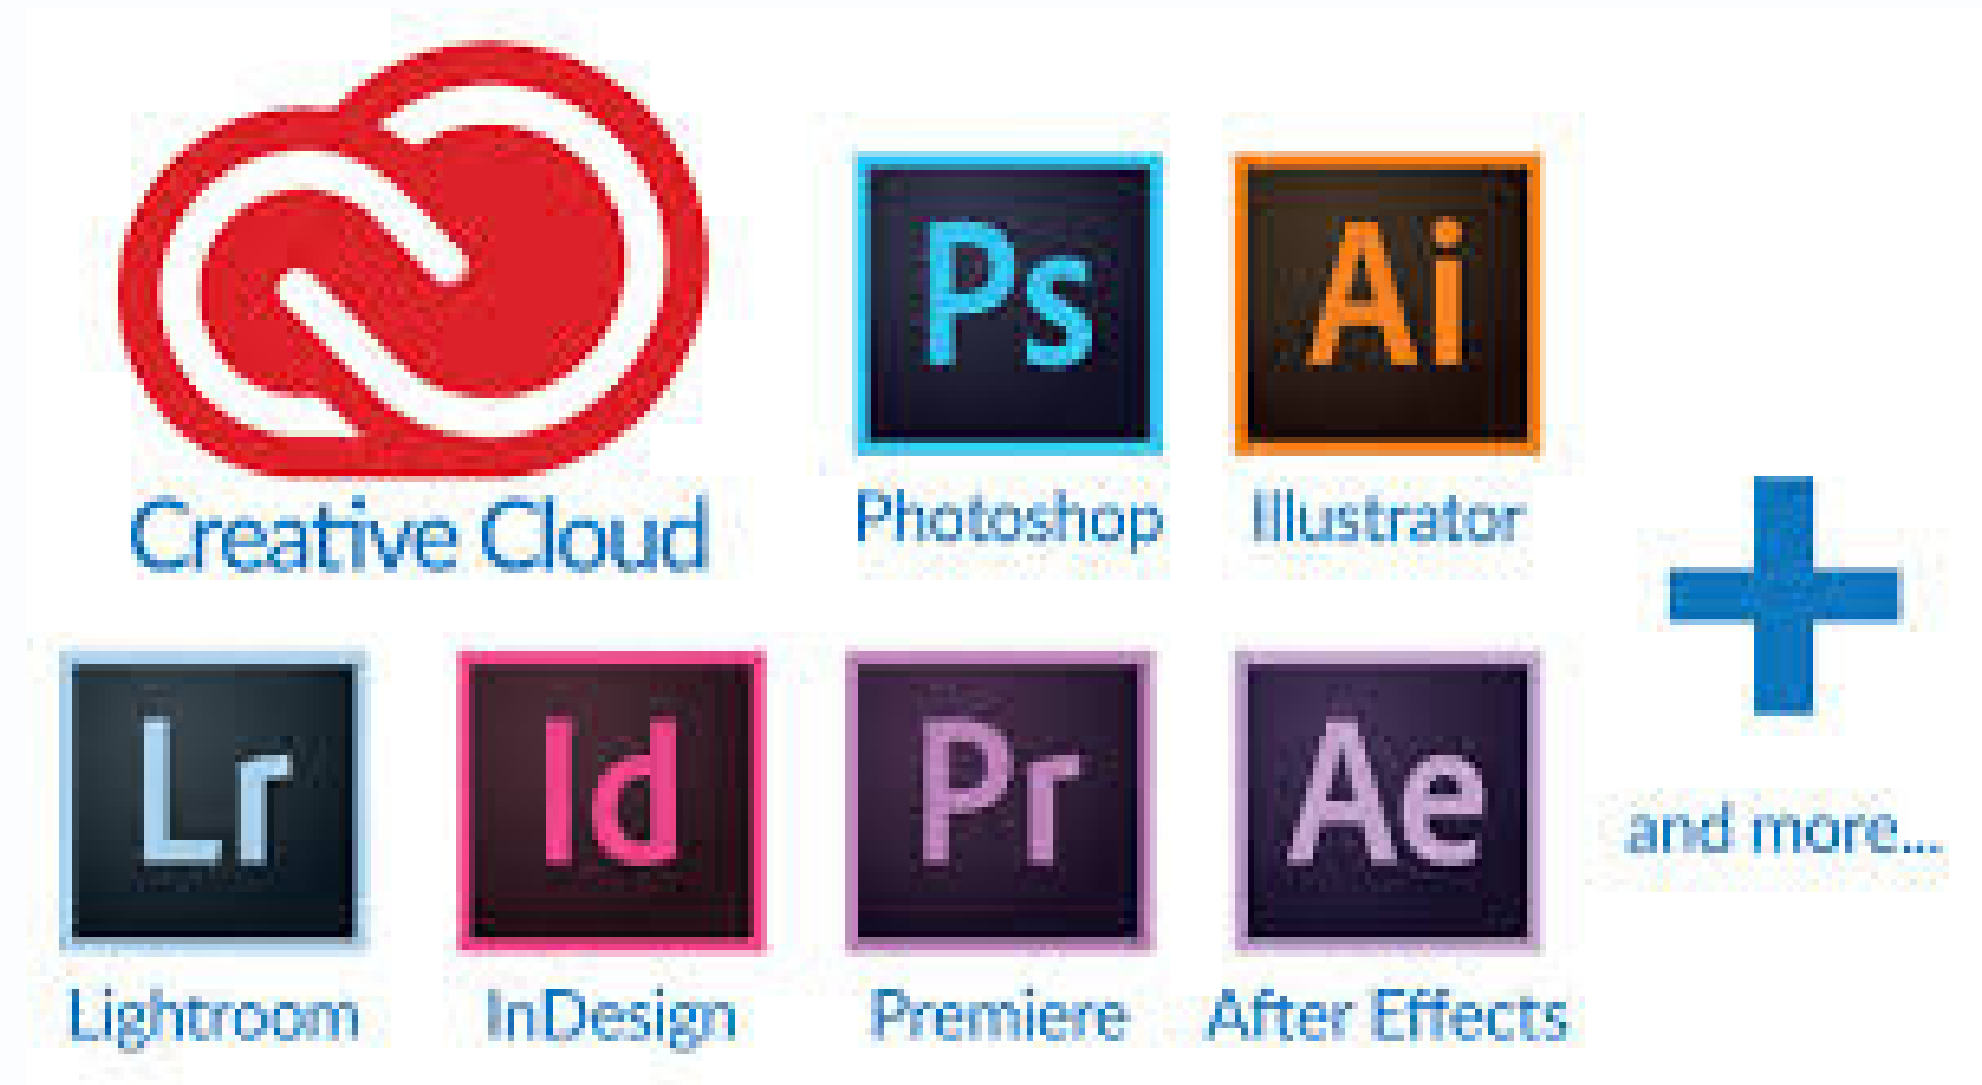 Creative Cloud
Ps
Photoshop
Ai
Illustrator
Lr
Lightroom
Id
InDesign
Pr
Premiere
Ae
After Effects
and more...